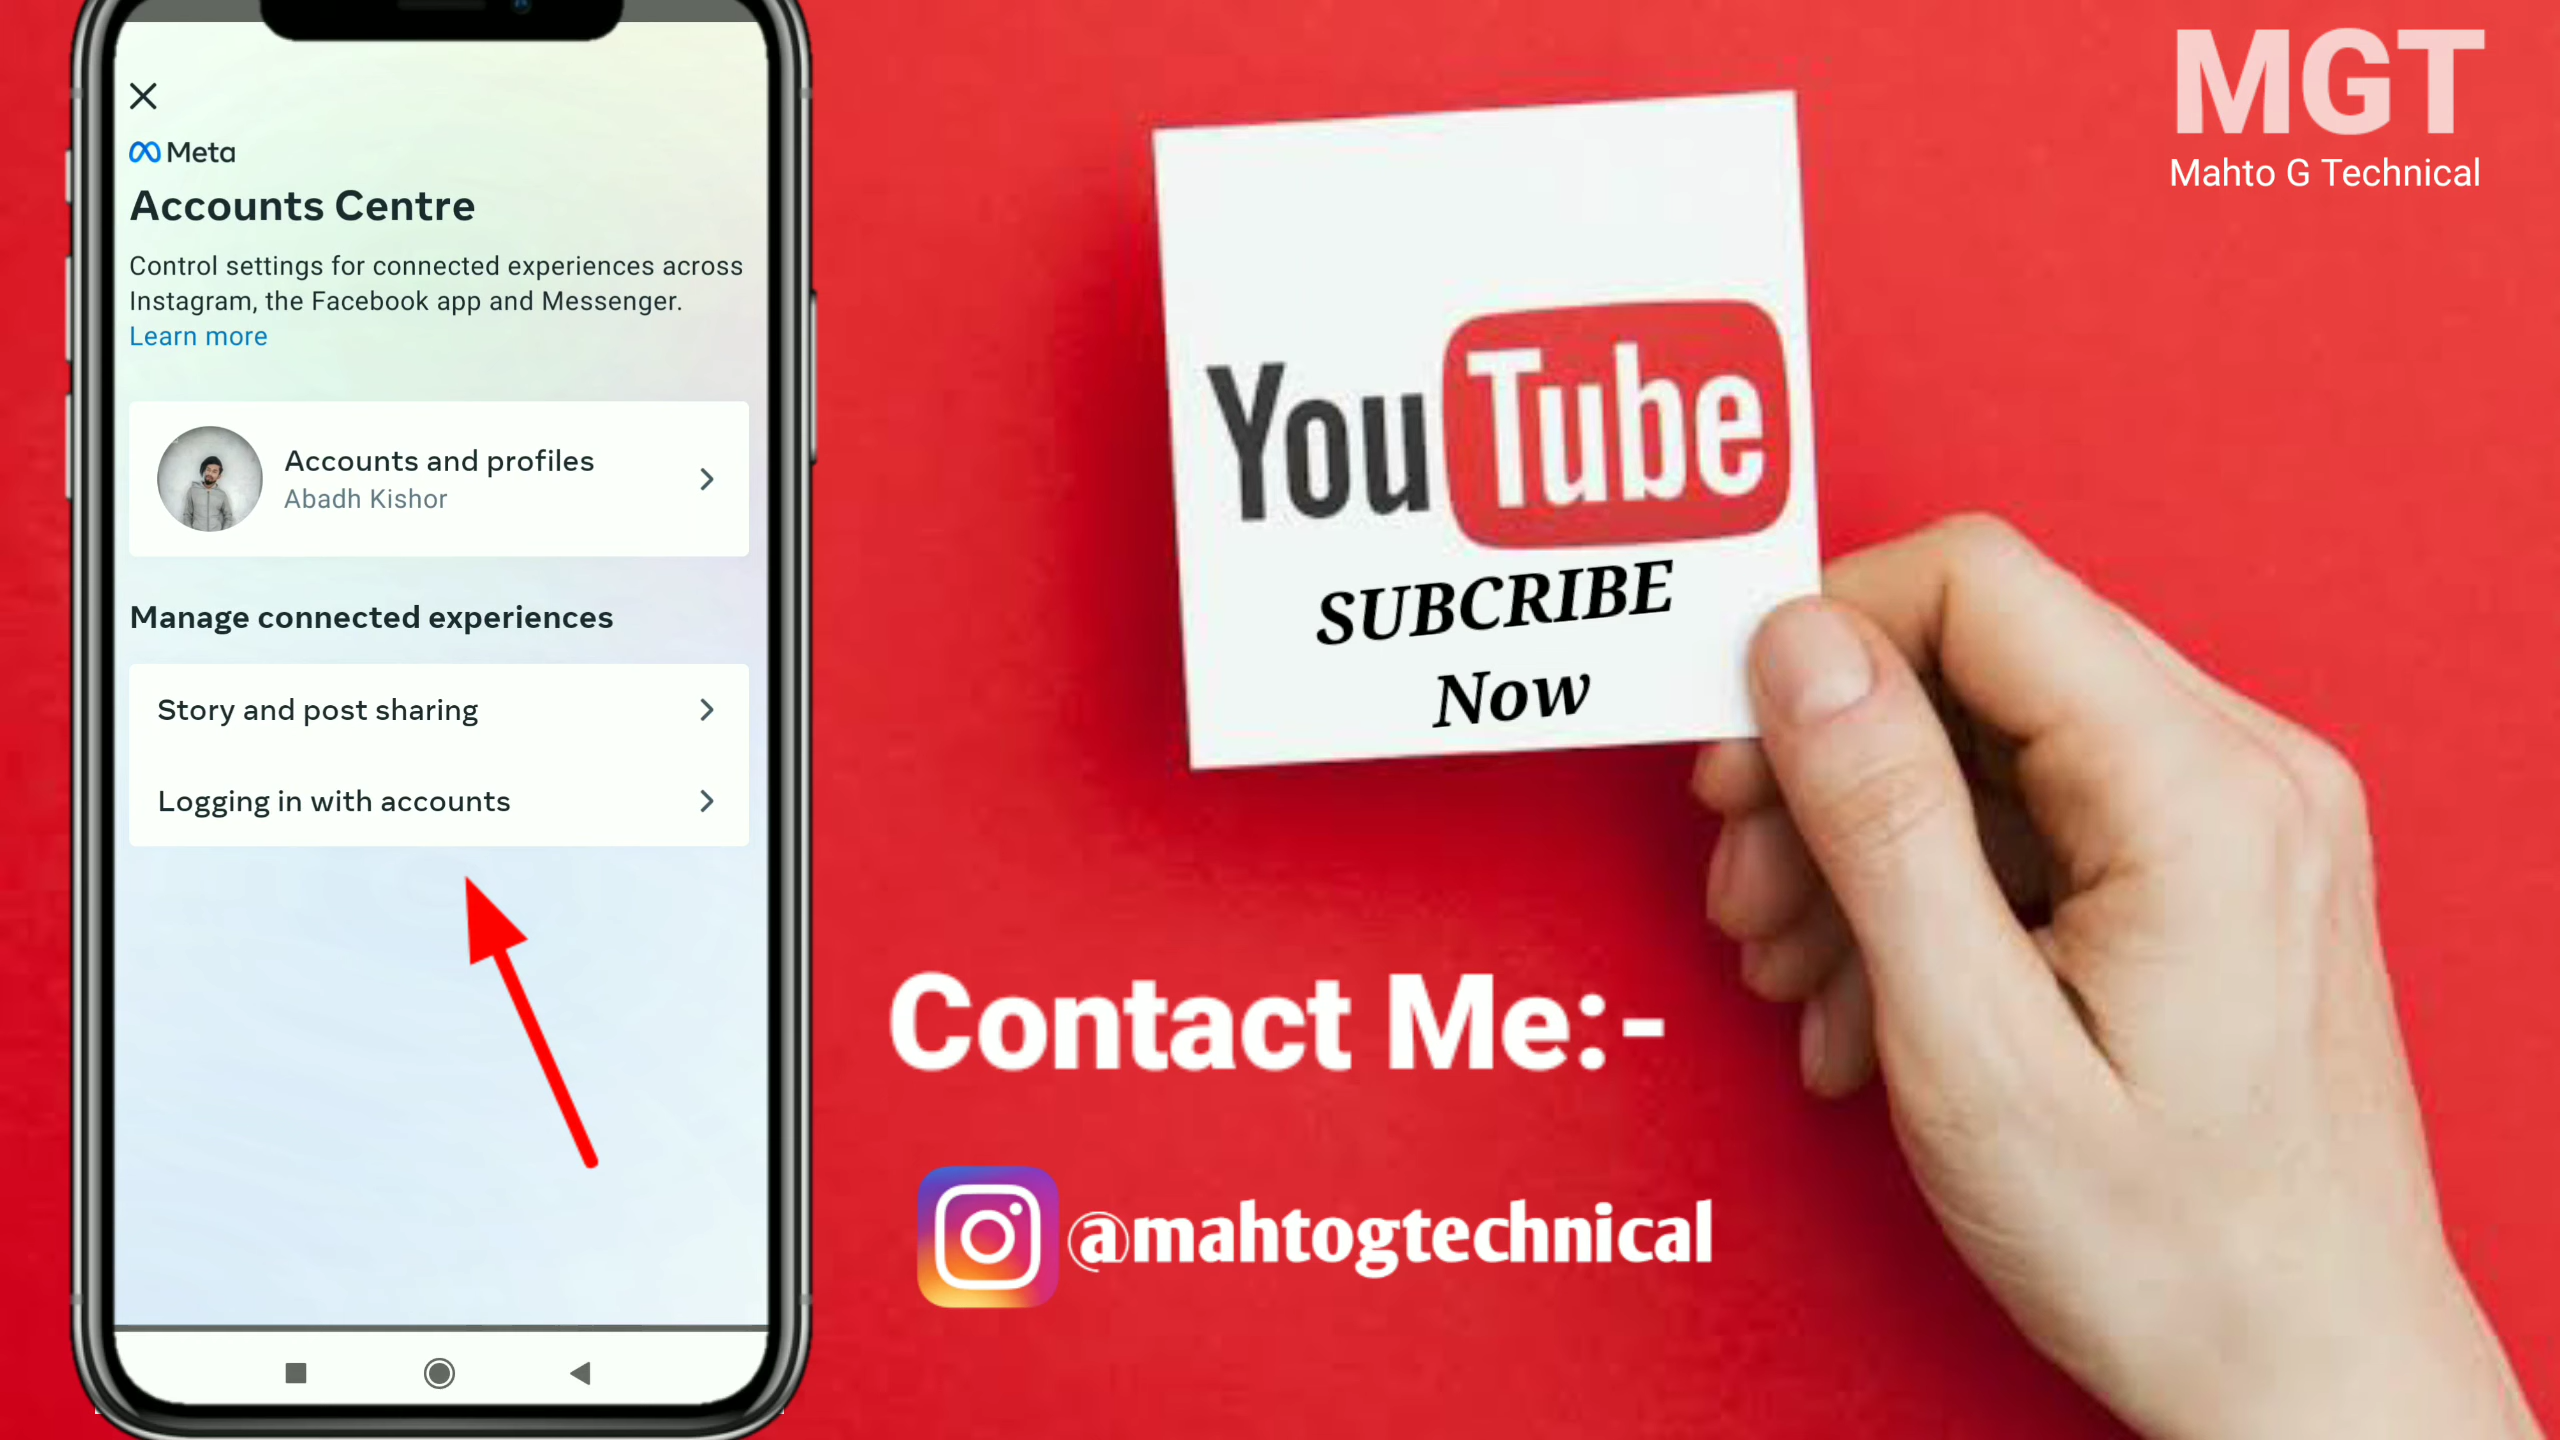 Meta
Accounts Centre
Control settings for connected experiences across
Instagram, the Facebook app and Messenger.
Learn more
Accounts and profiles
Abadh Kishor
Manage connected experiences
Story and post sharing
Logging in with accounts
MGT
Mahto G Technical
YouTube
SUBCRIBE
Now
Contact Me:-
@mahtogtechnical